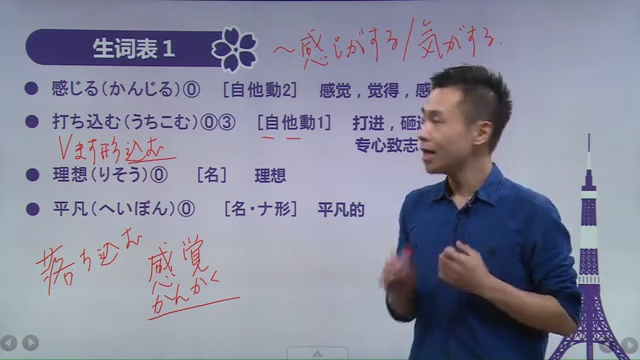 生词表1
～感じがする/気がする.
● 感じる(かんじる)⓪ [自他動2] 感觉，觉得，感
● 打ち込む(うちこむ)⓪③ [自他動1] 打进，砸进
Vます形込む
专心致志
● 理想(りそう)⓪ [名] 理想
● 平凡(へいぼん)⓪ [名・ナ形] 平凡的
落ち込む
感覚
かんかく